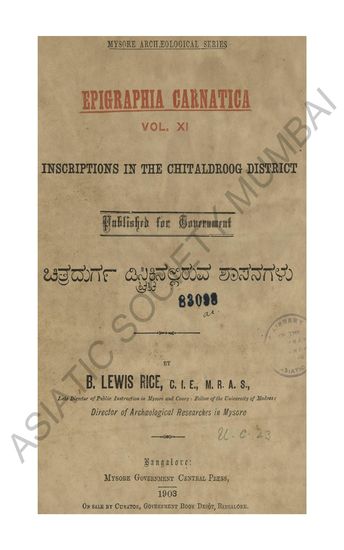 MYSORE ARCHÆOLOGICAL SERIES
EPIGRAPHIA CARNATICA
VOL. XI
INSCRIPTIONS IN THE CHITALDROOG DISTRICT
Published for Government
ಚಿತ್ರದುರ್ಗ ಡಿಸ್ಟ್ರಿಕ್ಟಿನಲ್ಲಿರುವ ಶಾಸನಗಳು
83098
BY
B. LEWIS RICE, C. I. E., M. R. A. S.,
Late Director of Public Instruction in Mysore and Coorg: Fellow of the University of Madras:
Director of Archæological Researches in Mysore
Bangalore:
MYSORE GOVERNMENT CENTRAL PRESS,
1903
ON SALE BY CURATOR, GOVERNMENT BOOK DEPÔT, BANGALORE.
ASIATIC SOCIETY MUMBAI